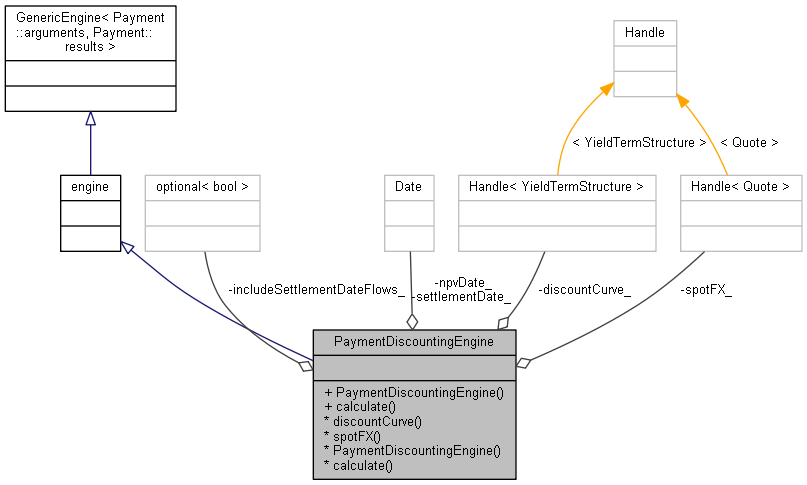 GenericEngine< Payment
::arguments, Payment::
results >
Handle
< YieldTermStructure >
< Quote >
engine
optional< bool >
Date
Handle< YieldTermStructure >
Handle< Quote >
-includeSettlementDateFlows_
-npvDate_
-settlementDate_
-discountCurve_
-spotFX_
PaymentDiscountingEngine
+ PaymentDiscountingEngine()
+ calculate()
* discountCurve()
* spotFX()
* PaymentDiscountingEngine()
* calculate()